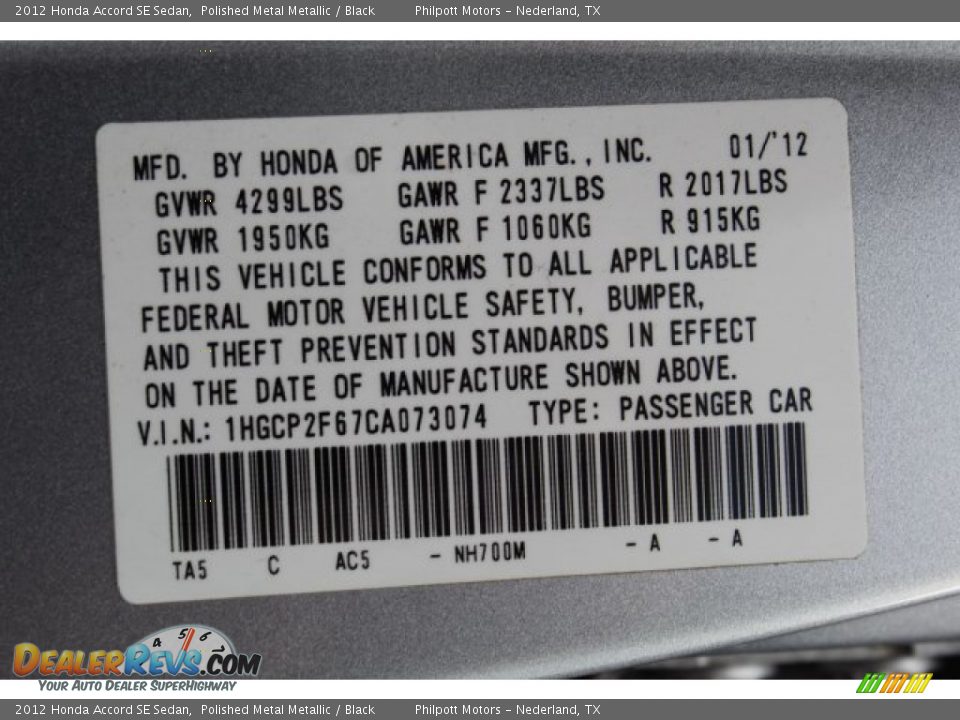 2012 Honda Accord SE Sedan, Polished Metal Metallic / Black Philpott Motors - Nederland, TX
MFD. BY HONDA OF AMERICA MFG., INC. 01/'12
GVWR 4299LBS GAWR F 2337LBS R 2017LBS
GVWR 1950KG GAWR F 1060KG R 915KG
THIS VEHICLE CONFORMS TO ALL APPLICABLE
FEDERAL MOTOR VEHICLE SAFETY, BUMPER,
AND THEFT PREVENTION STANDARDS IN EFFECT
ON THE DATE OF MANUFACTURE SHOWN ABOVE.
V.I.N.: 1HGCP2F67CA073074 TYPE: PASSENGER CAR
TA5 C AC5 - NH700M - A - A
4 5 6
DEALERREVS.COM
YOUR AUTO DEALER SUPERHIGHWAY
2012 Honda Accord SE Sedan, Polished Metal Metallic / Black Philpott Motors - Nederland, TX